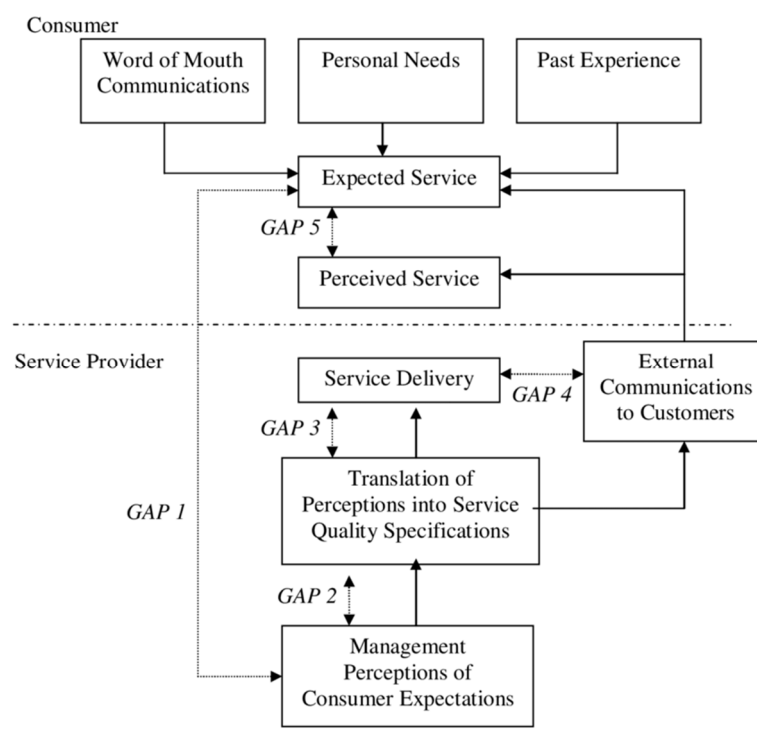 Consumer
Word of Mouth
Communications
Personal Needs
Past Experience
Expected Service
GAP 5
Perceived Service
Service Provider
Service Delivery
GAP 4
External
Communications
to Customers
GAP 3
Translation of
Perceptions into Service
Quality Specifications
GAP 1
GAP 2
Management
Perceptions of
Consumer Expectations